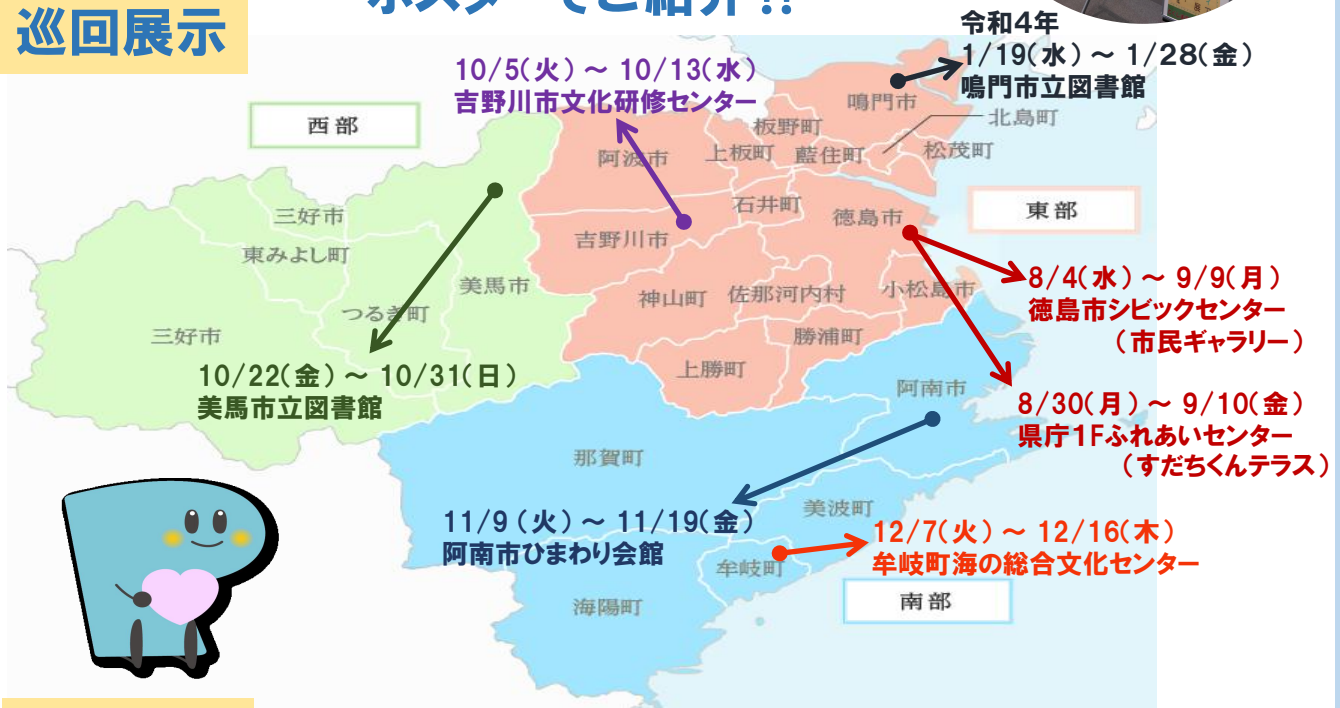 ポスターでご紹介!!
巡回展示
令和4年
1/19(水) ～ 1/28(金)
鳴門市立図書館
10/5(火) ～ 10/13(水)
吉野川市文化研修センター
西部
鳴門市
北島町
板野町
松茂町
阿波市
上板町
藍住町
石井町
徳島市
東部
三好市
東みよし町
吉野川市
美馬市
神山町
佐那河内村
小松島市
8/4(水) ～ 9/9(月)
徳島市シビックセンター
(市民ギャラリー)
つるぎ町
三好市
勝浦町
上勝町
10/22(金) ～ 10/31(日)
美馬市立図書館
阿南市
8/30(月) ～ 9/10(金)
県庁1Fふれあいセンター
(すだちくんテラス)
那賀町
美波町
11/9 (火) ～ 11/19(金)
阿南市ひまわり会館
12/7(火) ～ 12/16(木)
牟岐町海の総合文化センター
牟岐町
海陽町
南部